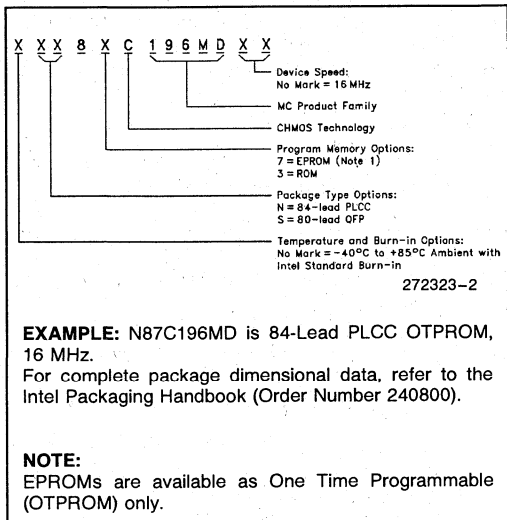 X XX 8 X C 196MD XX
Device Speed:
No Mark = 16 MHz
MC Product Family
CHMOS Technology
Program Memory Options:
7 = EPROM (Note 1)
3 = ROM
Package Type Options:
N = 84-lead PLCC
S = 80-lead QFP
Temperature and Burn-in Options:
No Mark = -40°C to +85°C Ambient with
Intel Standard Burn-in
272323-2
EXAMPLE: N87C196MD is 84-Lead PLCC OTPROM,
16 MHz.
For complete package dimensional data, refer to the
Intel Packaging Handbook (Order Number 240800).
NOTE:
EPROMs are available as One Time Programmable
(OTPROM) only.